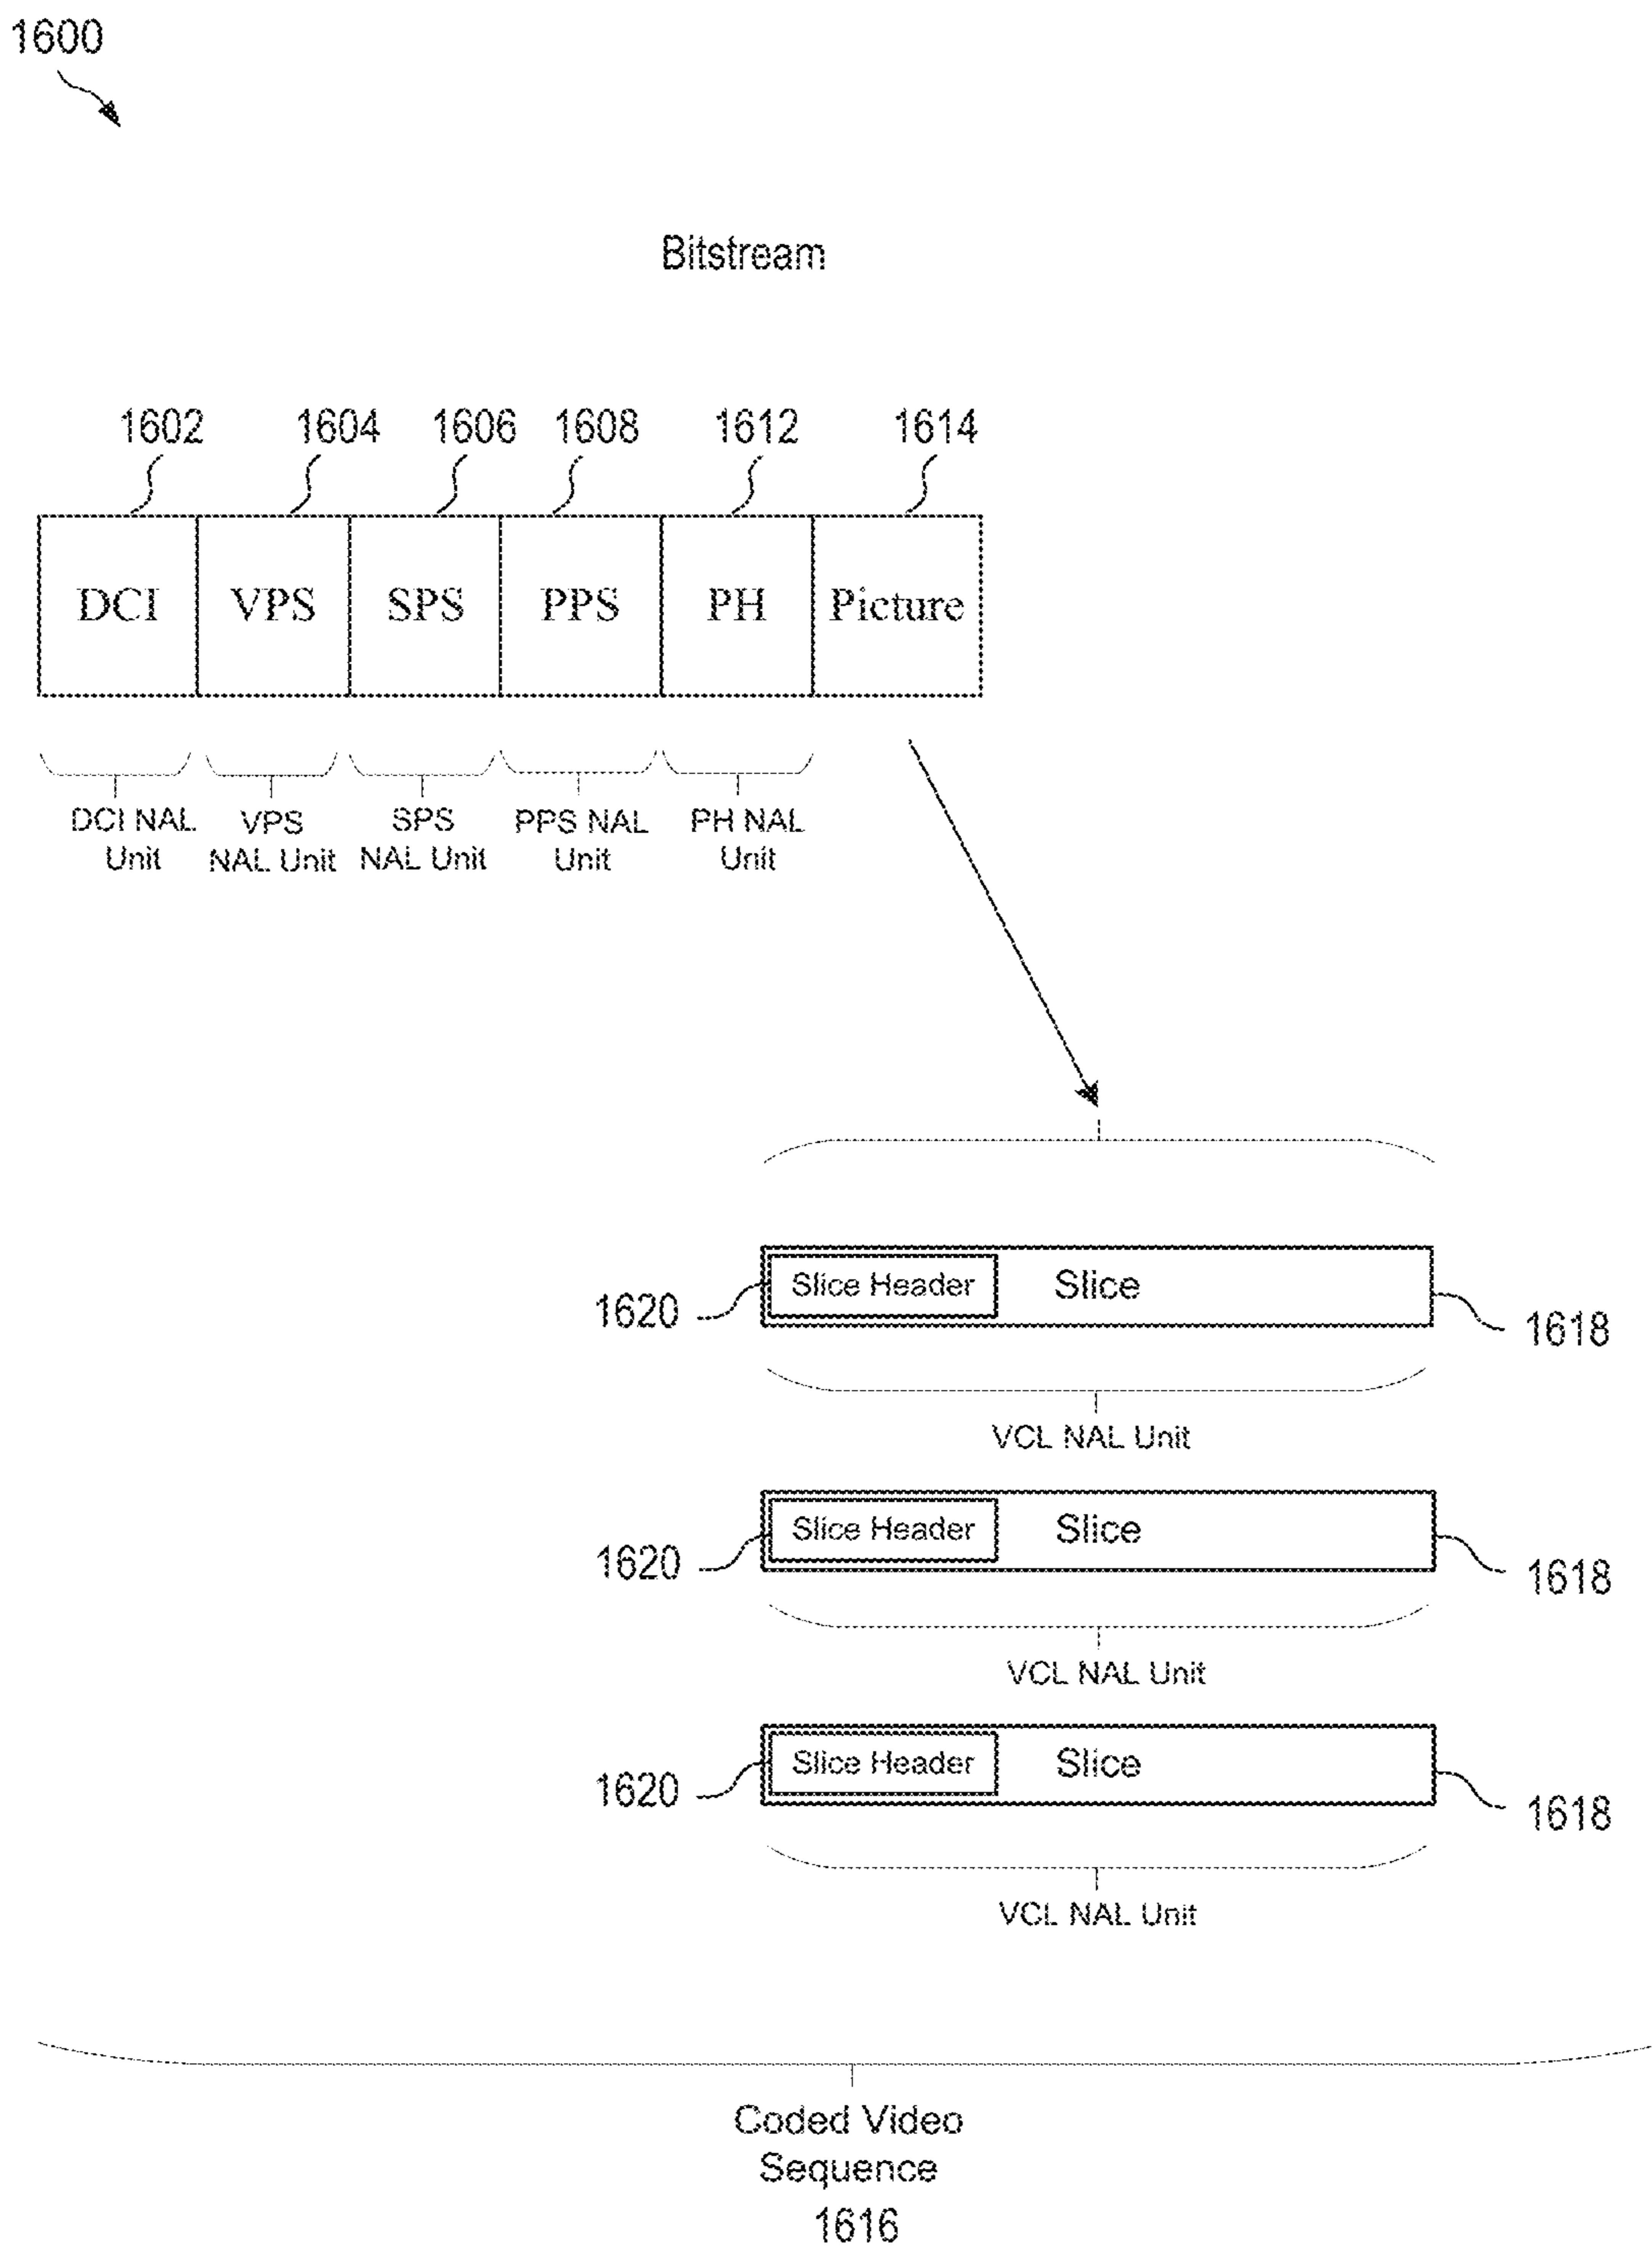 1600
Bitstream
1602 1604 1606 1608 1612 1614
DCI VPS SPS PPS PH Picture
DCI NAL Unit
VPS NAL Unit
SPS NAL Unit
PPS NAL Unit
PH NAL Unit
Slice Header Slice
1620 1618
VCL NAL Unit
Slice Header Slice
1620 1618
VCL NAL Unit
Slice Header Slice
1620 1618
VCL NAL Unit
Coded Video
Sequence
1616